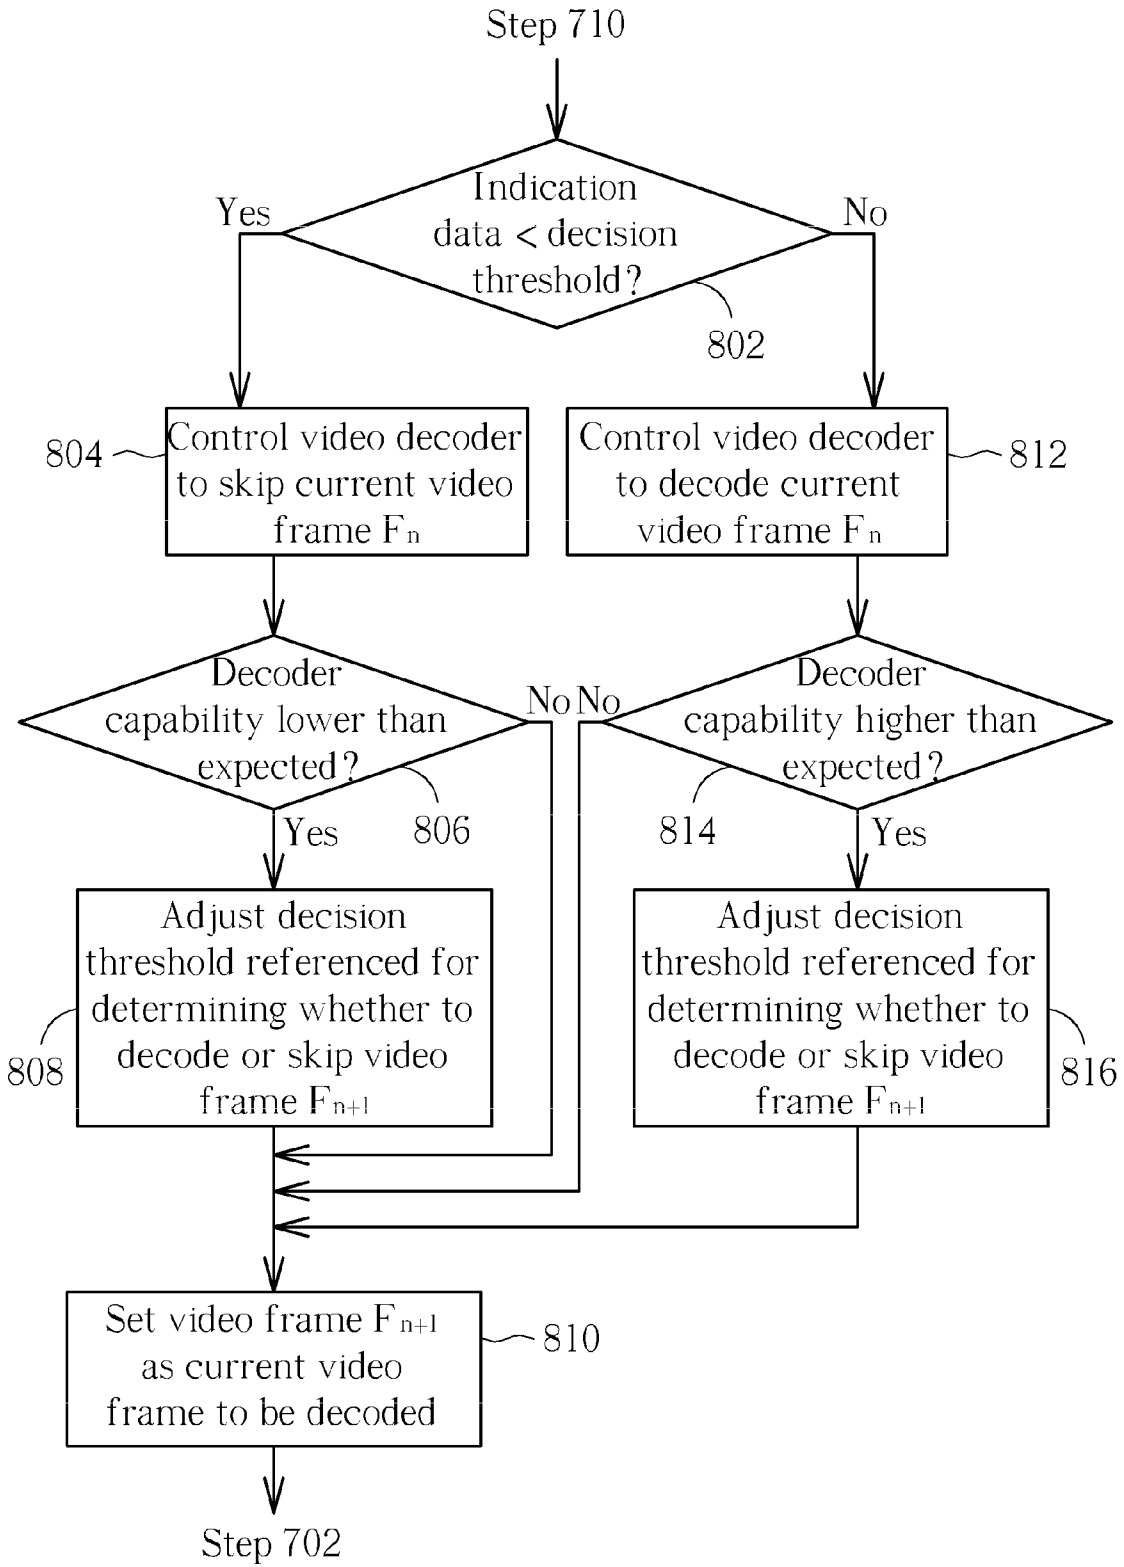 Step 710
Indication
data < decision
threshold?
Yes
No
802
Control video decoder
to skip current video
frame Fn
804
Control video decoder
to decode current
video frame Fn
812
Decoder
capability lower than
expected?
No
Yes
806
Decoder
capability higher than
expected?
No
Yes
814
Adjust decision
threshold referenced for
determining whether to
decode or skip video
frame Fn+1
808
Adjust decision
threshold referenced for
determining whether to
decode or skip video
frame Fn+1
816
Set video frame Fn+1
as current video
frame to be decoded
810
Step 702